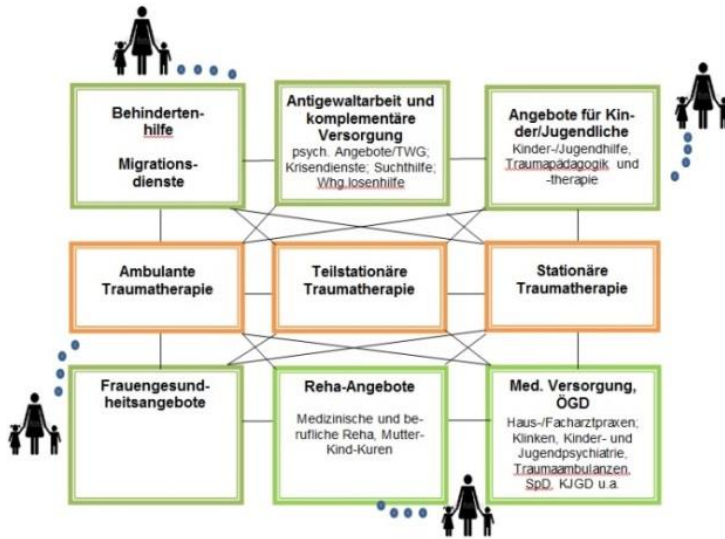 Behinderten-
hilfe
Migrations-
dienste
Antigewaltarbeit und
komplementäre
Versorgung
psych. Angebote/TWG;
Krisendienste; Suchthilfe;
Whg.losenhilfe
Angebote für Kin-
der/Jugendliche
Kinder-/Jugendhilfe,
Traumapädagogik und
-therapie
Ambulante
Traumatherapie
Teilstationäre
Traumatherapie
Stationäre
Traumatherapie
Frauengesund-
heitsangebote
Reha-Angebote
Medizinische und be-
rufliche Reha, Mutter-
Kind-Kuren
Med. Versorgung,
ÖGD
Haus-/Facharztpraxen;
Klinken, Kinder- und
Jugendpsychiatrie,
Traumaambulanzen,
SpD, KJGD u.a.